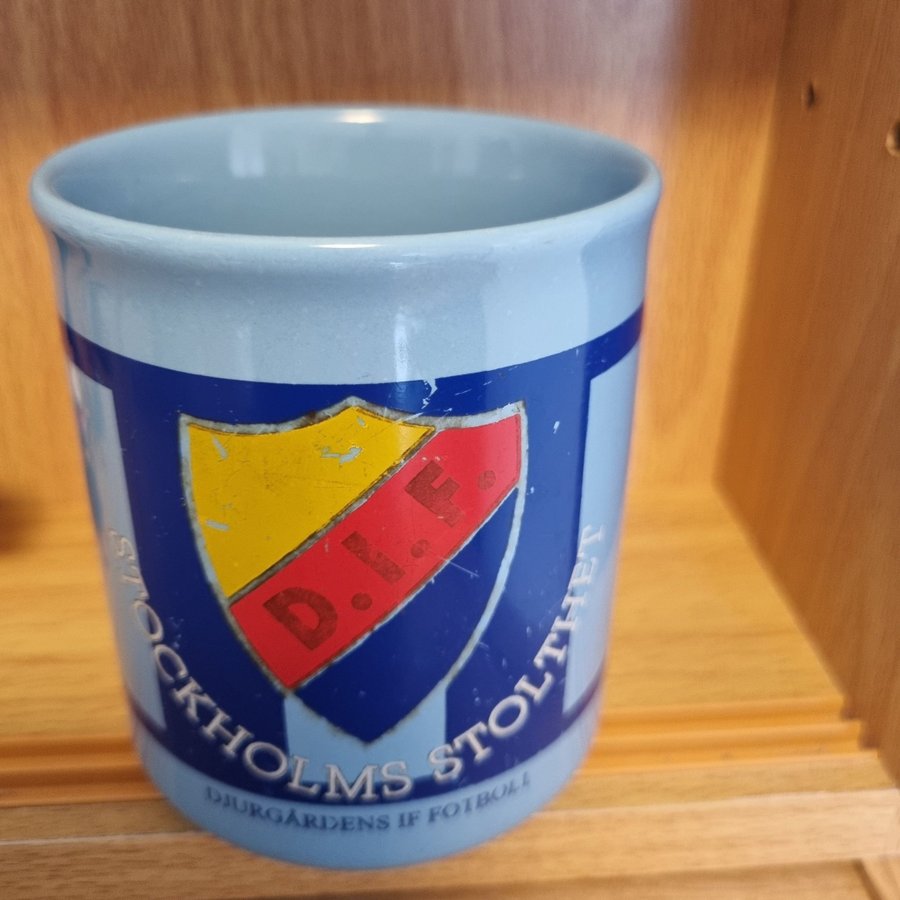 D.I.F.
STOCKHOLMS STOLTHET
DJURGÅRDENS IF FOTBOLL